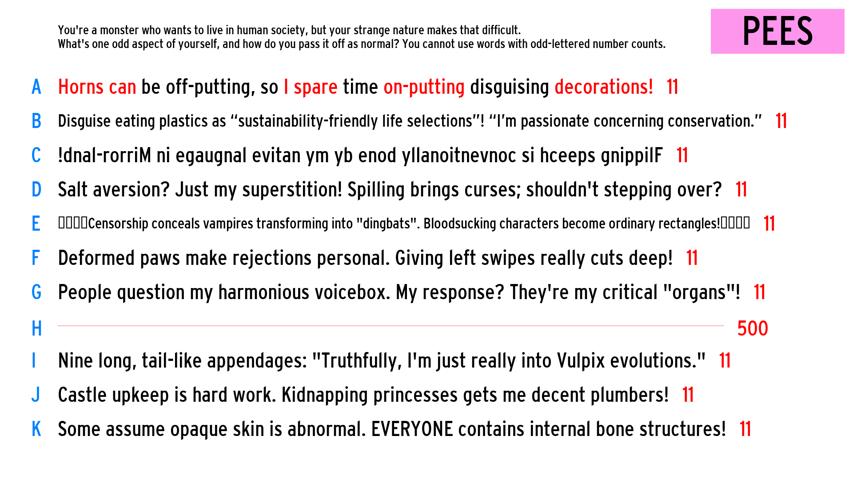 You're a monster who wants to live in human society, but your strange nature makes that difficult.
What's one odd aspect of yourself, and how do you pass it off as normal? You cannot use words with odd-lettered number counts.
PEES
A Horns can be off-putting, so I spare time on-putting disguising decorations! 11
B Disguise eating plastics as “sustainability-friendly life selections”! “I'm passionate concerning conservation.” 11
C !dnal-rorriM ni egaugnal evitan ym yb enod yllanoitnevnoc si hceeps gnippilF 11
D Salt aversion? Just my superstition! Spilling brings curses; shouldn't stepping over? 11
E ▯▯▯▯Censorship conceals vampires transforming into "dingbats". Bloodsucking characters become ordinary rectangles!▯▯▯▯ 11
F Deformed paws make rejections personal. Giving left swipes really cuts deep! 11
G People question my harmonious voicebox. My response? They're my critical "organs"! 11
H 500
I Nine long, tail-like appendages: "Truthfully, I'm just really into Vulpix evolutions." 11
J Castle upkeep is hard work. Kidnapping princesses gets me decent plumbers! 11
K Some assume opaque skin is abnormal. EVERYONE contains internal bone structures! 11